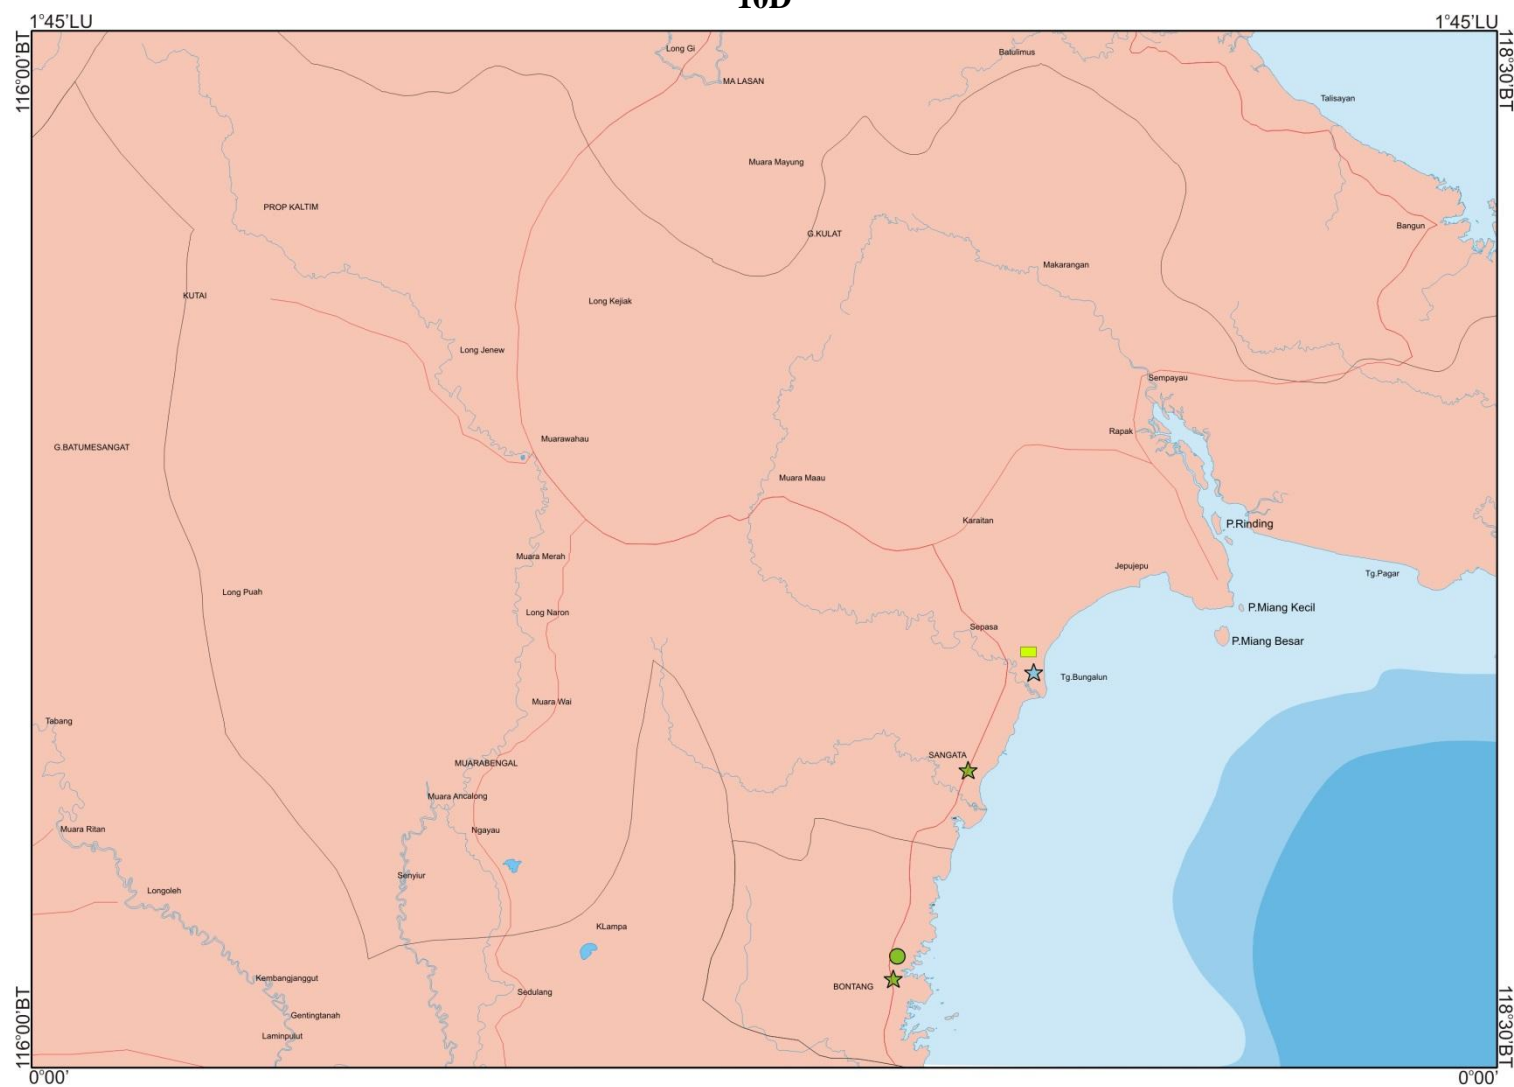 10D
1°45'LU
1°45'LU
116°00'BT
118°30'BT
Long Gi
Batulimus
MA LASAN
Talisayan
Muara Mayung
PROP KALTIM
Bangun
G.KULAT
Makarangan
KUTAI
Long Kejiak
Long Jenew
Sempayau
Rapak
Muarawahau
G.BATUMESANGAT
Muara Maau
Karaitan
P.Rinding
Muara Merah
Jepujepu
Tg.Pagar
Long Puah
P.Miang Kecil
Long Naron
Sepasa
P.Miang Besar
Tg.Bungalun
Muara Wai
Tabang
SANGATA
MUARABENGAL
Muara Ancalong
Muara Ritan
Ngayau
Senyiur
Longoleh
KLampa
Kembangjanggut
BONTANG
Sedulang
Gentingtanah
Laminpulut
116°00'BT
118°30'BT
0°00'
0°00'